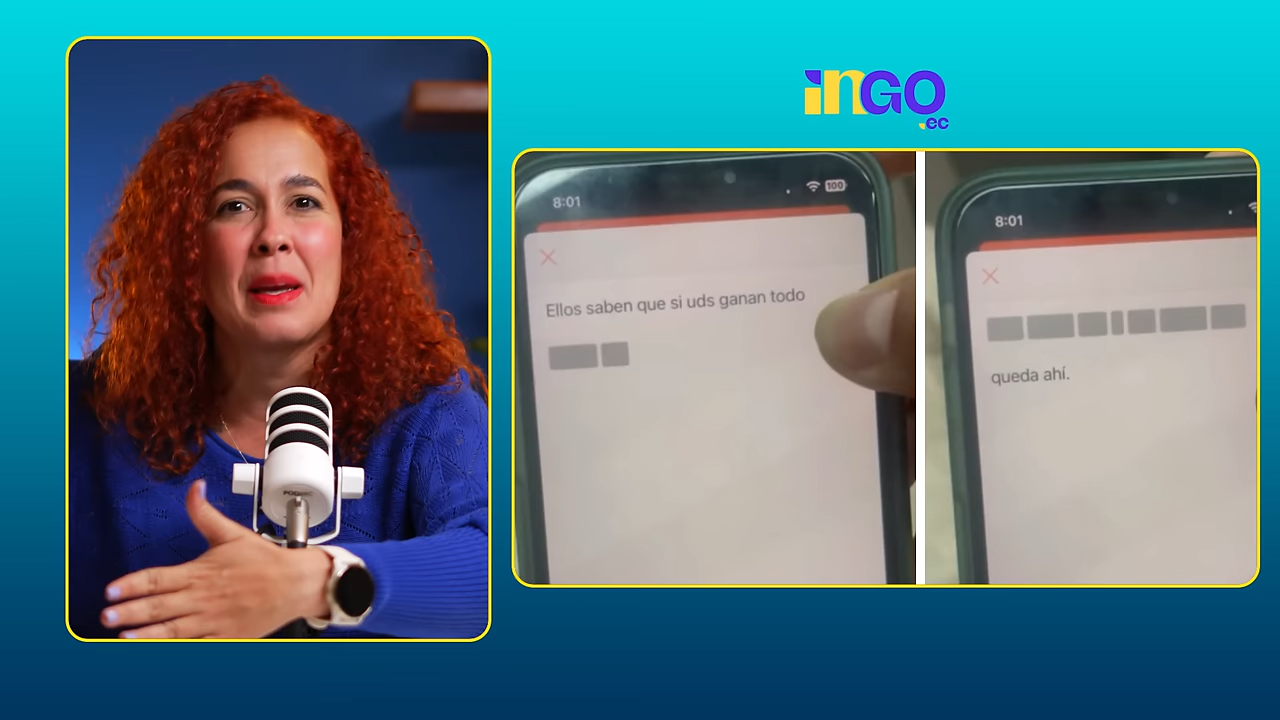 inGO
.ec
8:01
100
Ellos saben que si uds ganan todo
8:01
queda ahí.